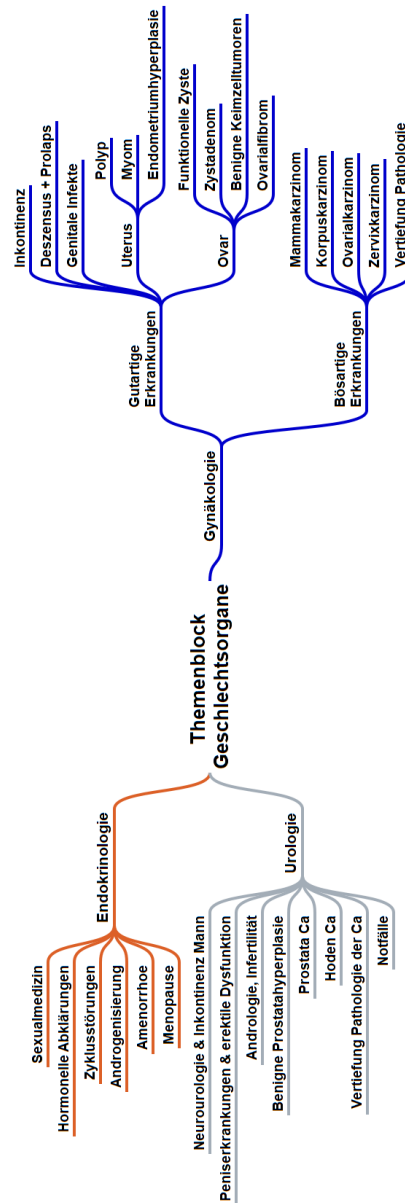 Themenblock
Geschlechtsorgane
Endokrinologie
Sexualmedizin
Hormonelle Abklärungen
Zyklusstörungen
Androgenisierung
Amenorrhoe
Menopause
Urologie
Neurourologie & Inkontinenz Mann
Peniserkrankungen & erektile Dysfunktion
Andrologie, Infertilität
Benigne Prostatahyperplasie
Prostata Ca
Hoden Ca
Vertiefung Pathologie der Ca
Notfälle
Gynäkologie
Gutartige
Erkrankungen
Inkontinenz
Deszensus + Prolaps
Genitale Infekte
Uterus
Polyp
Myom
Endometriumhyperplasie
Ovar
Funktionelle Zyste
Zystadenom
Benigne Keimzelltumoren
Ovarialfibrom
Bösartige
Erkrankungen
Mammakarzinom
Korpuskarzinom
Ovarialkarzinom
Zervixkarzinom
Vertiefung Pathologie